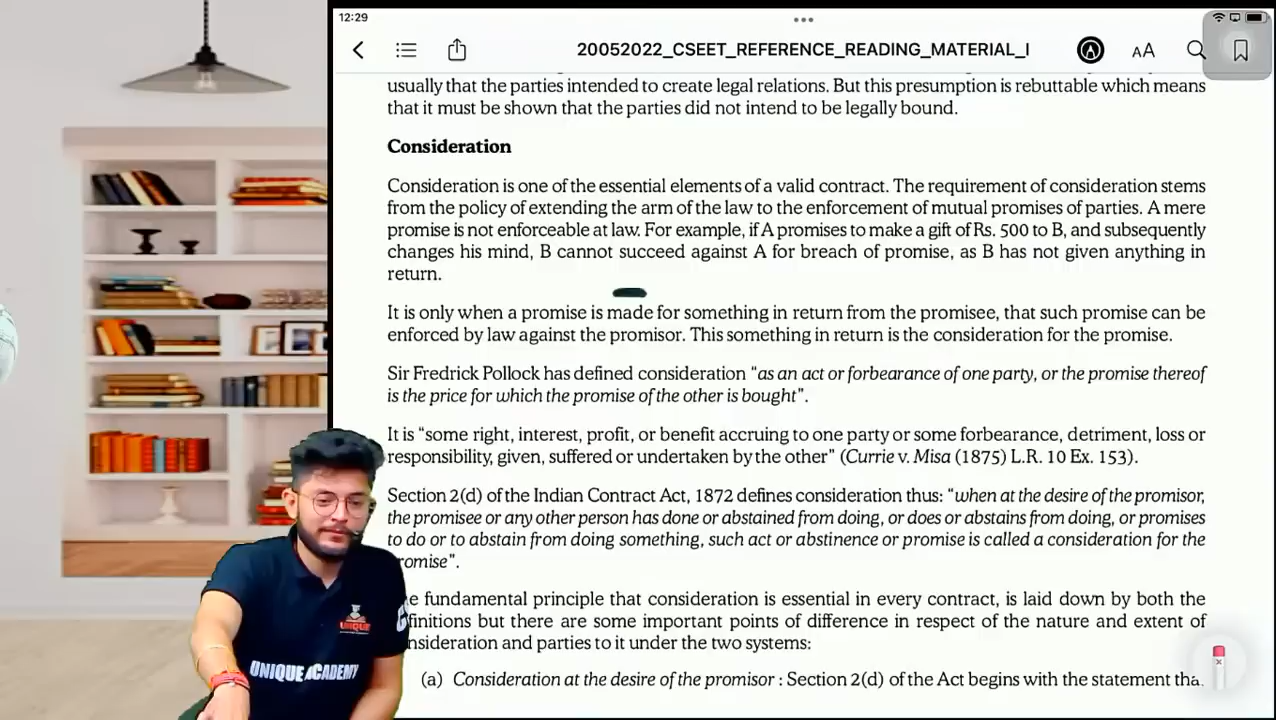 12:29
20052022_CSEET_REFERENCE_READING_MATERIAL_I
AA
usually that the parties intended to create legal relations. But this presumption is rebuttable which means
that it must be shown that the parties did not intend to be legally bound.
Consideration
Consideration is one of the essential elements of a valid contract. The requirement of consideration stems
from the policy of extending the arm of the law to the enforcement of mutual promises of parties. A mere
promise is not enforceable at law. For example, if A promises to make a gift of Rs. 500 to B, and subsequently
changes his mind, B cannot succeed against A for breach of promise, as B has not given anything in
return.
It is only when a promise is made for something in return from the promisee, that such promise can be
enforced by law against the promisor. This something in return is the consideration for the promise.
Sir Fredrick Pollock has defined consideration “as an act or forbearance of one party, or the promise thereof
is the price for which the promise of the other is bought”.
It is “some right, interest, profit, or benefit accruing to one party or some forbearance, detriment, loss or
responsibility, given, suffered or undertaken by the other” (Currie v. Misa (1875) L.R. 10 Ex. 153).
Section 2(d) of the Indian Contract Act, 1872 defines consideration thus: “when at the desire of the promisor,
the promisee or any other person has done or abstained from doing, or does or abstains from doing, or promises
to do or to abstain from doing something, such act or abstinence or promise is called a consideration for the
romise”.
e fundamental principle that consideration is essential in every contract, is laid down by both the
finitions but there are some important points of difference in respect of the nature and extent of
nsideration and parties to it under the two systems:
(a) Consideration at the desire of the promisor : Section 2(d) of the Act begins with the statement tha
UNIQUE
UNIQUE ACADEMY